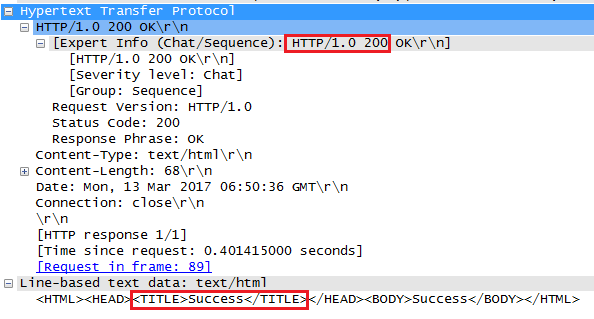 Hypertext Transfer Protocol
HTTP/1.0 200 OK\r\n
[Expert Info (Chat/Sequence): HTTP/1.0 200 OK\r\n]
[HTTP/1.0 200 OK\r\n]
[Severity level: Chat]
[Group: Sequence]
Request Version: HTTP/1.0
Status Code: 200
Response Phrase: OK
Content-Type: text/html\r\n
Content-Length: 68\r\n
Date: Mon, 13 Mar 2017 06:50:36 GMT\r\n
Connection: close\r\n
\r\n
[HTTP response 1/1]
[Time since request: 0.401415000 seconds]
[Request in frame: 89]
Line-based text data: text/html
<HTML><HEAD><TITLE>Success</TITLE></HEAD><BODY>Success</BODY></HTML>